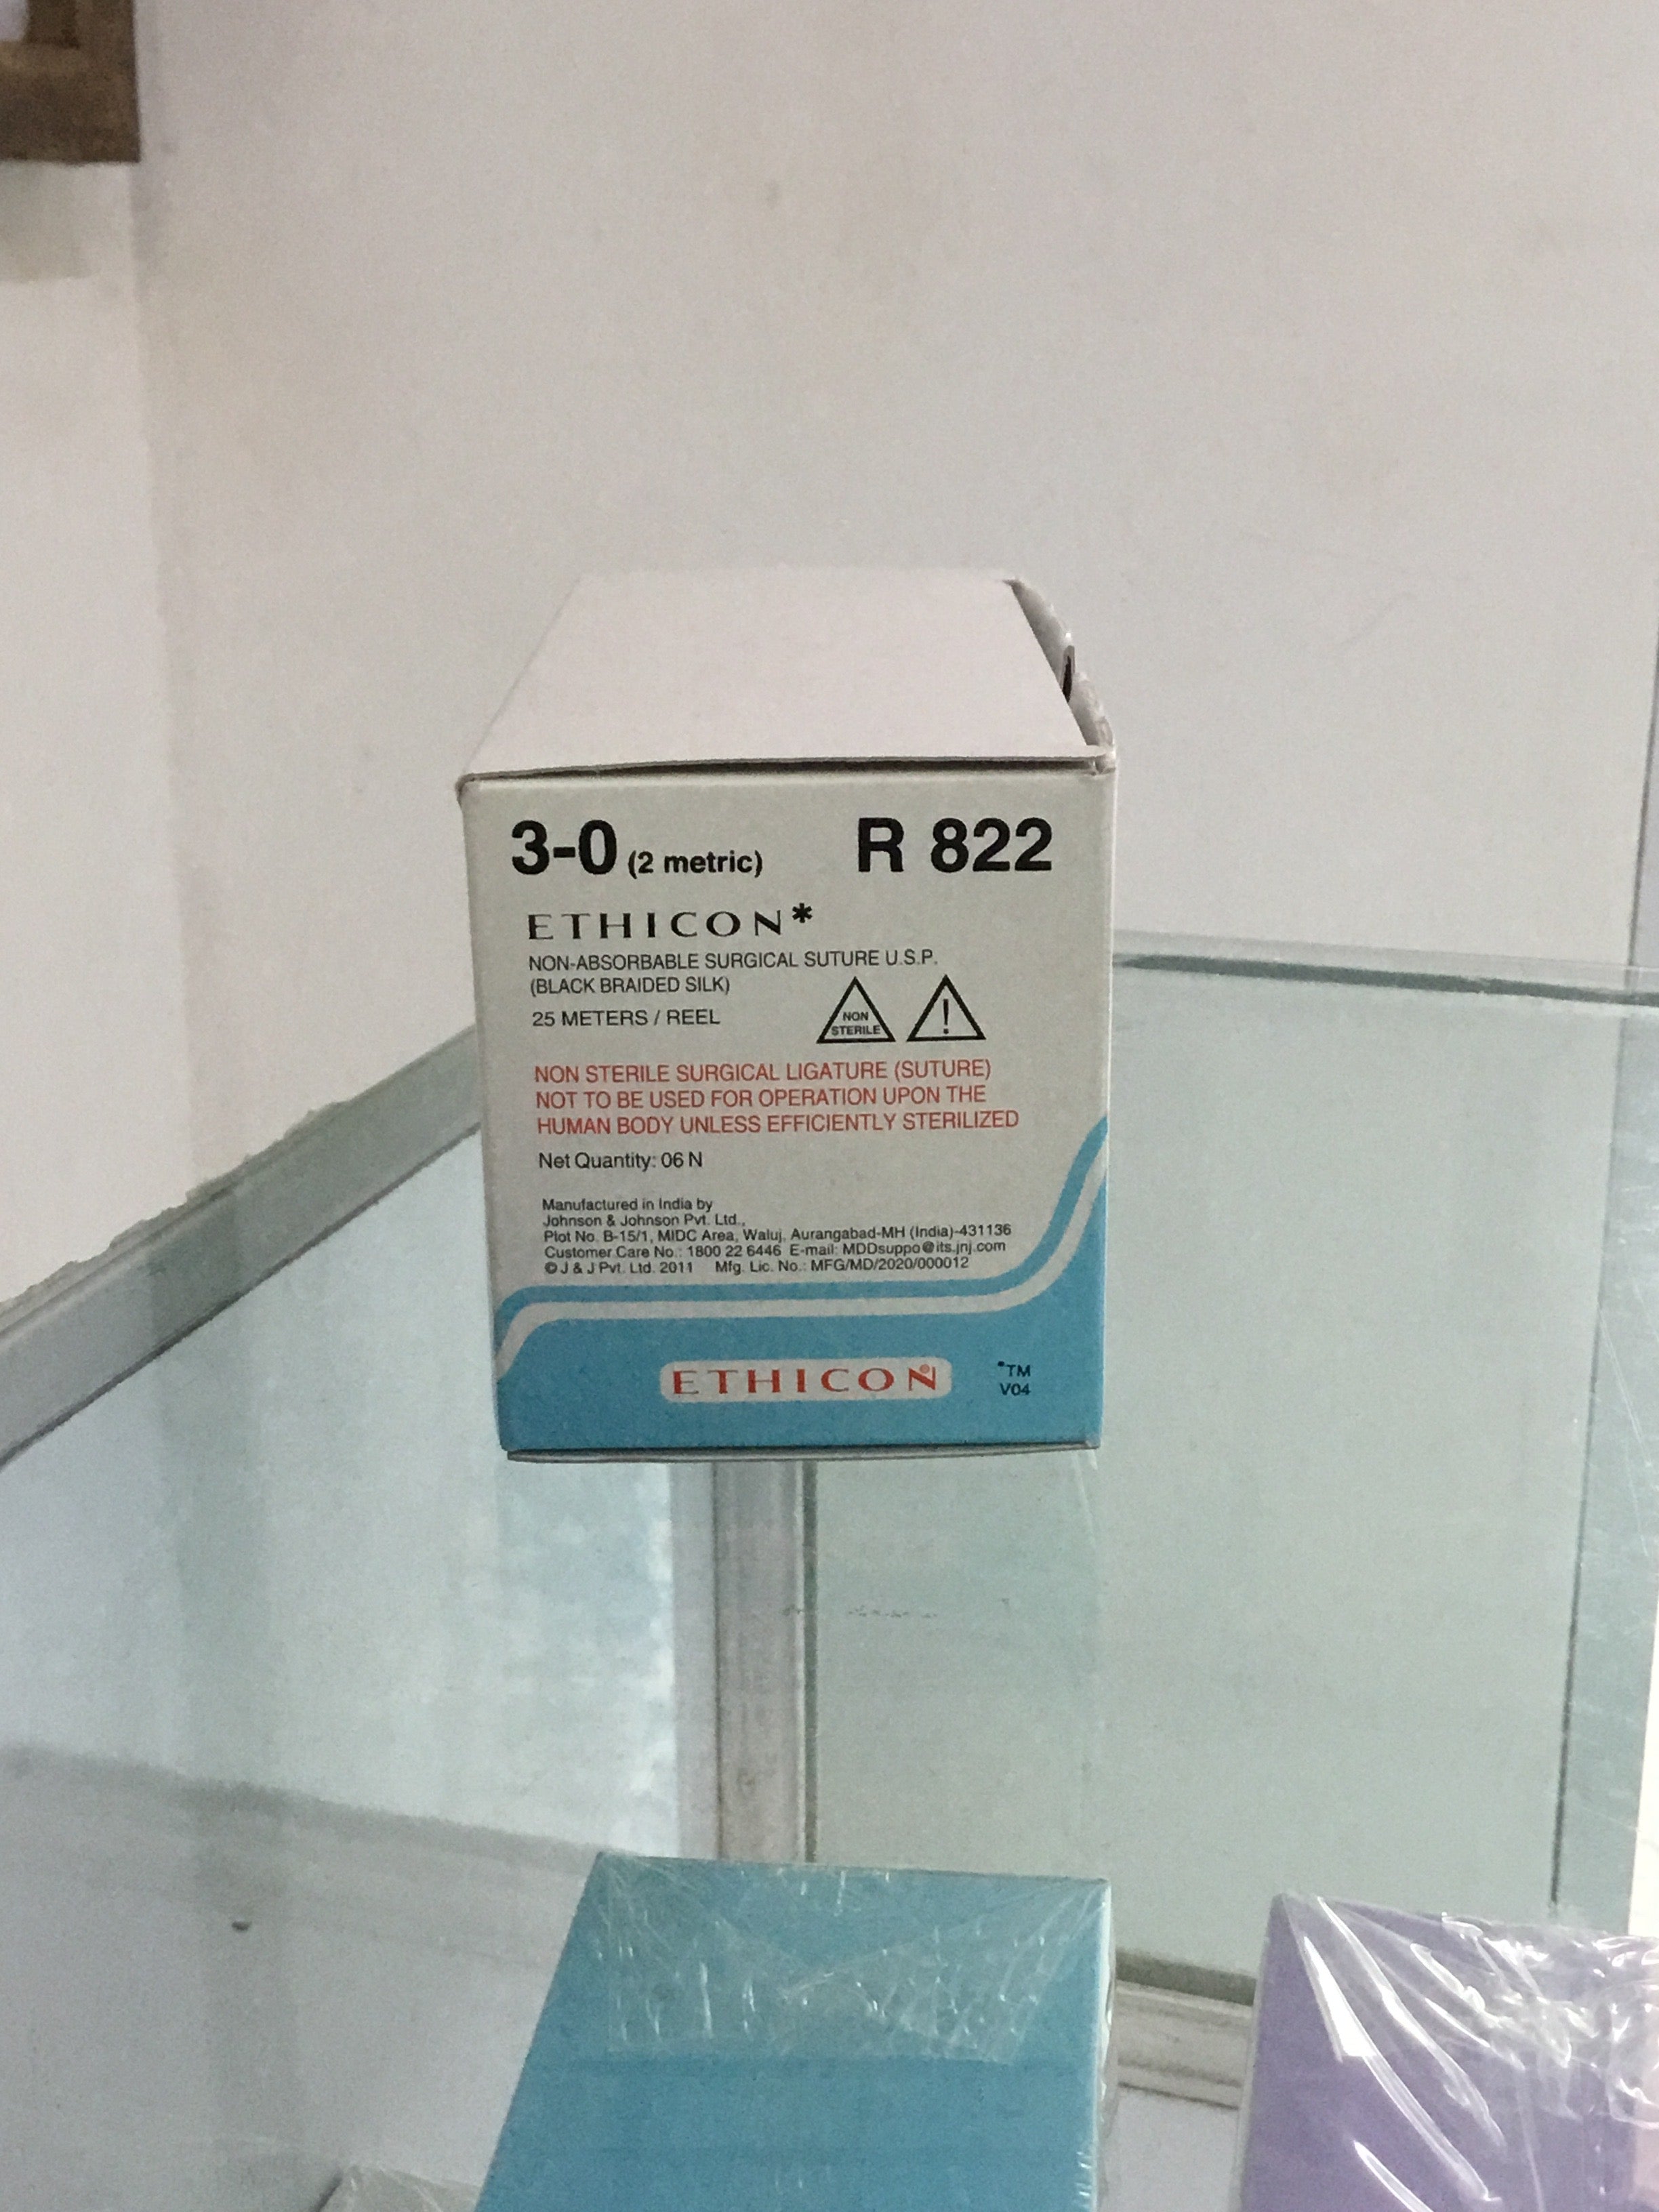 3-0 (2 metric) R 822
ETHICON*
NON-ABSORBABLE SURGICAL SUTURE U.S.P.
(BLACK BRAIDED SILK)
25 METERS / REEL
NON
STERILE
!
NON STERILE SURGICAL LIGATURE (SUTURE)
NOT TO BE USED FOR OPERATION UPON THE
HUMAN BODY UNLESS EFFICIENTLY STERILIZED
Net Quantity: 06 N
Manufactured in India by
Johnson & Johnson Pvt. Ltd.,
Plot No. B-15/1, MIDC Area, Waluj, Aurangabad-MH (India)-431136
Customer Care No.: 1800 22 6446 E-mail: MDDsuppo@its.jnj.com
© J & J Pvt. Ltd. 2011 Mfg. Lic. No.: MFG/MD/2020/000012
ETHICON®
*TM
V04